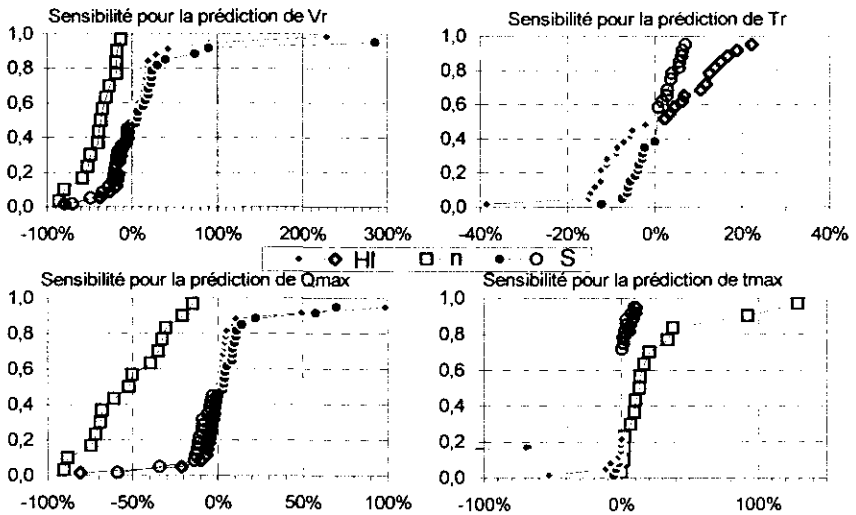 Sensibilité pour la prédiction de Vr
Sensibilité pour la prédiction de Tr
1,0
0,8
0,6
0,4
0,2
0,0
-100% 0% 100% 200% 300%
1,0
0,8
0,6
0,4
0,2
0,0
-40% -20% 0% 20% 40%
HI n S
Sensibilité pour la prédiction de Qmax
Sensibilité pour la prédiction de tmax
1,0
0,8
0,6
0,4
0,2
0,0
-100% -50% 0% 50% 100%
1,0
0,8
0,6
0,4
0,2
0,0
-100% 0% 100%